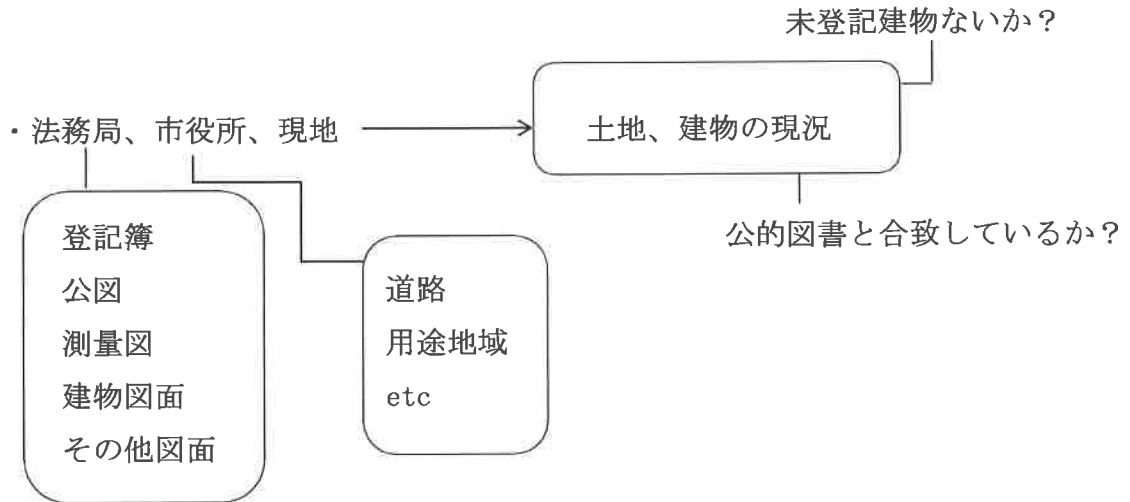 未登記建物ないか？
・法務局、市役所、現地
土地、建物の現況
公的図書と合致しているか？
登記簿
公図
測量図
建物図面
その他図面
道路
用途地域
etc